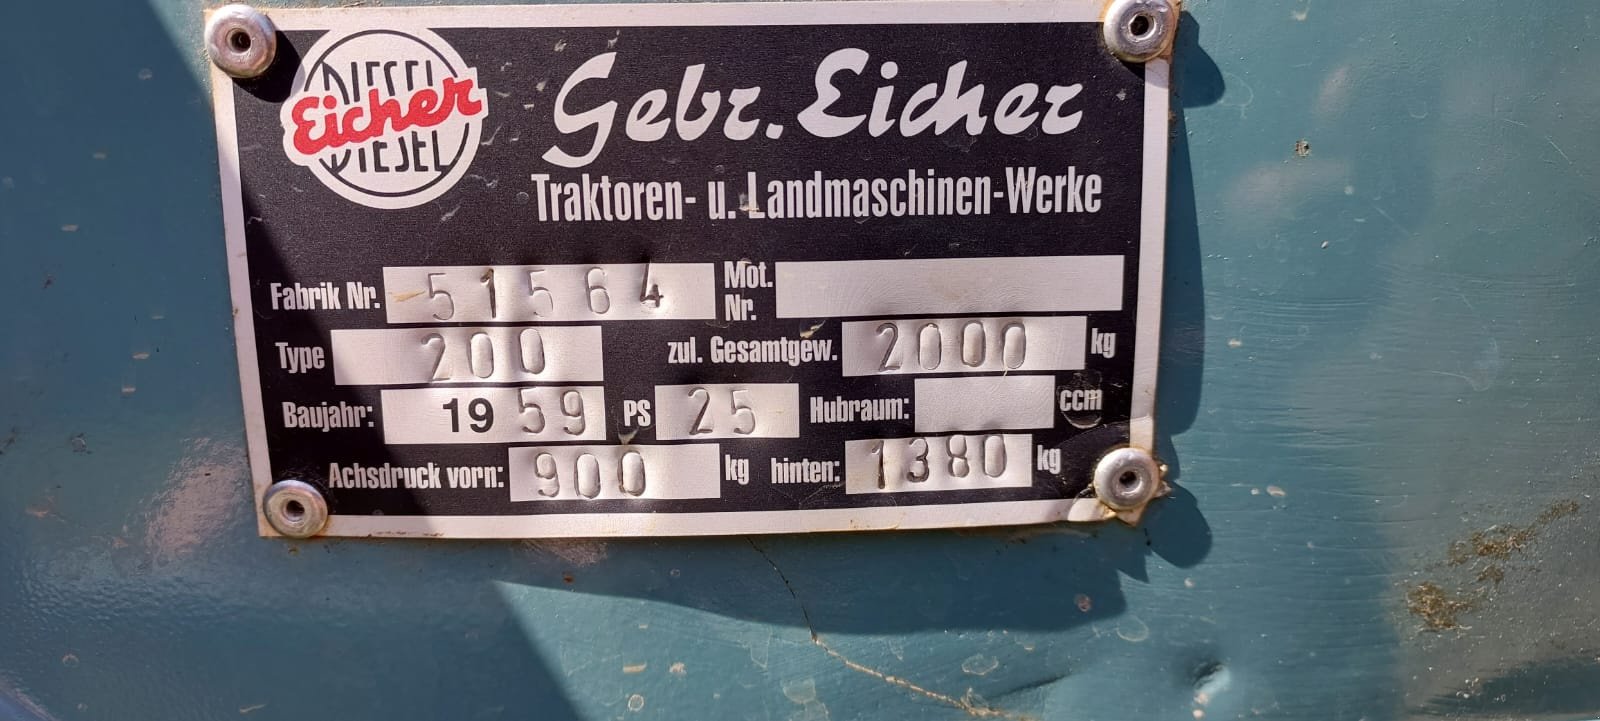 DIESEL
Eicher
DIESEL
Gebr. Eicher
Traktoren- u. Landmaschinen-Werke
Fabrik Nr. 51564 Mot. Nr.
Type 200 zul. Gesamtgew. 2000 kg
Baujahr: 1959 PS 25 Hubraum: ccm
Achsdruck vorn: 900 kg hinten: 1380 kg